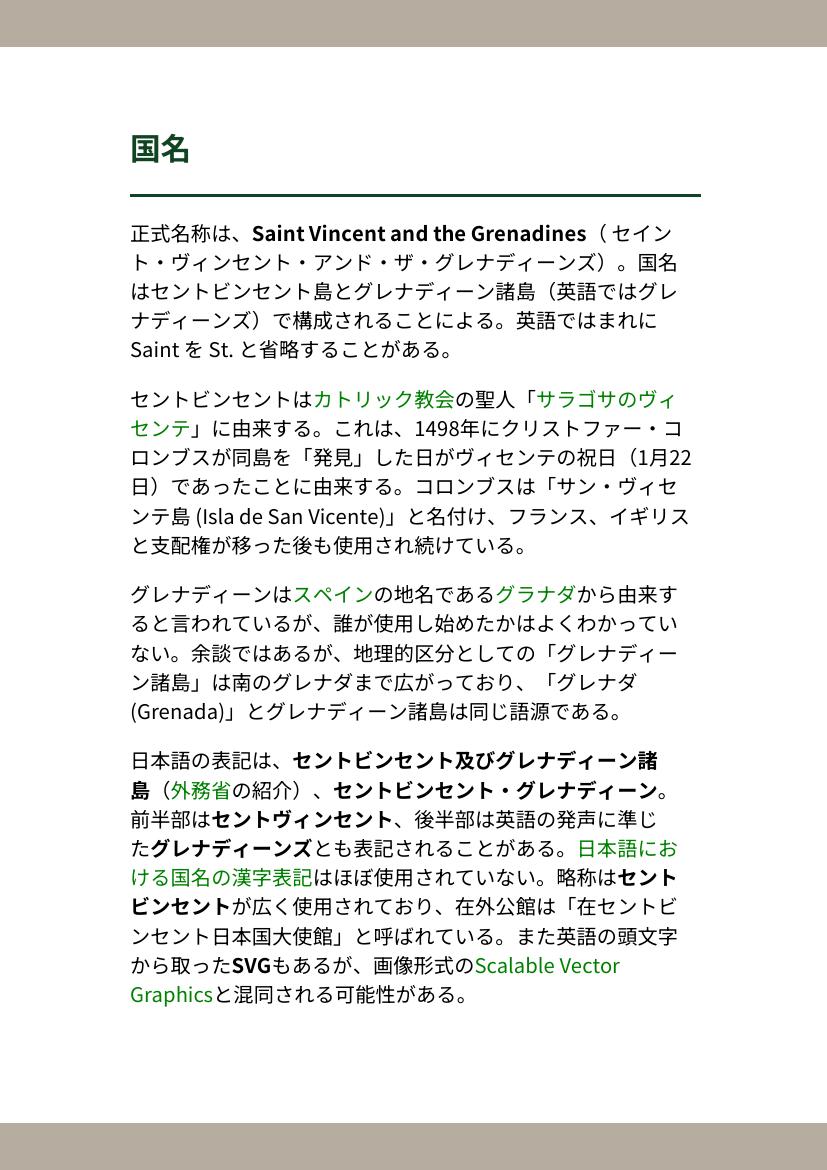 国名
正式名称は、Saint Vincent and the Grenadines（ セイン
ト・ヴィンセント・アンド・ザ・グレナディーンズ）。国名
はセントビンセント島とグレナディーン諸島（英語ではグレ
ナディーンズ）で構成されることによる。英語ではまれに
Saint を St. と省略することがある。
セントビンセントはカトリック教会の聖人「サラゴサのヴィ
センテ」に由来する。これは、1498年にクリストファー・コ
ロンブスが同島を「発見」した日がヴィセンテの祝日（1月22
日）であったことに由来する。コロンブスは「サン・ヴィセ
ンテ島 (Isla de San Vicente)」と名付け、フランス、イギリス
と支配権が移った後も使用され続けている。
グレナディーンはスペインの地名であるグラナダから由来す
ると言われているが、誰が使用し始めたかはよくわかってい
ない。余談ではあるが、地理的区分としての「グレナディー
ン諸島」は南のグレナダまで広がっており、「グレナダ
(Grenada)」とグレナディーン諸島は同じ語源である。
日本語の表記は、セントビンセント及びグレナディーン諸
島（外務省の紹介）、セントビンセント・グレナディーン。
前半部はセントヴィンセント、後半部は英語の発声に準じ
たグレナディーンズとも表記されることがある。日本語にお
ける国名の漢字表記はほぼ使用されていない。略称はセント
ビンセントが広く使用されており、在外公館は「在セントビ
ンセント日本国大使館」と呼ばれている。また英語の頭文字
から取ったSVGもあるが、画像形式のScalable Vector
Graphicsと混同される可能性がある。